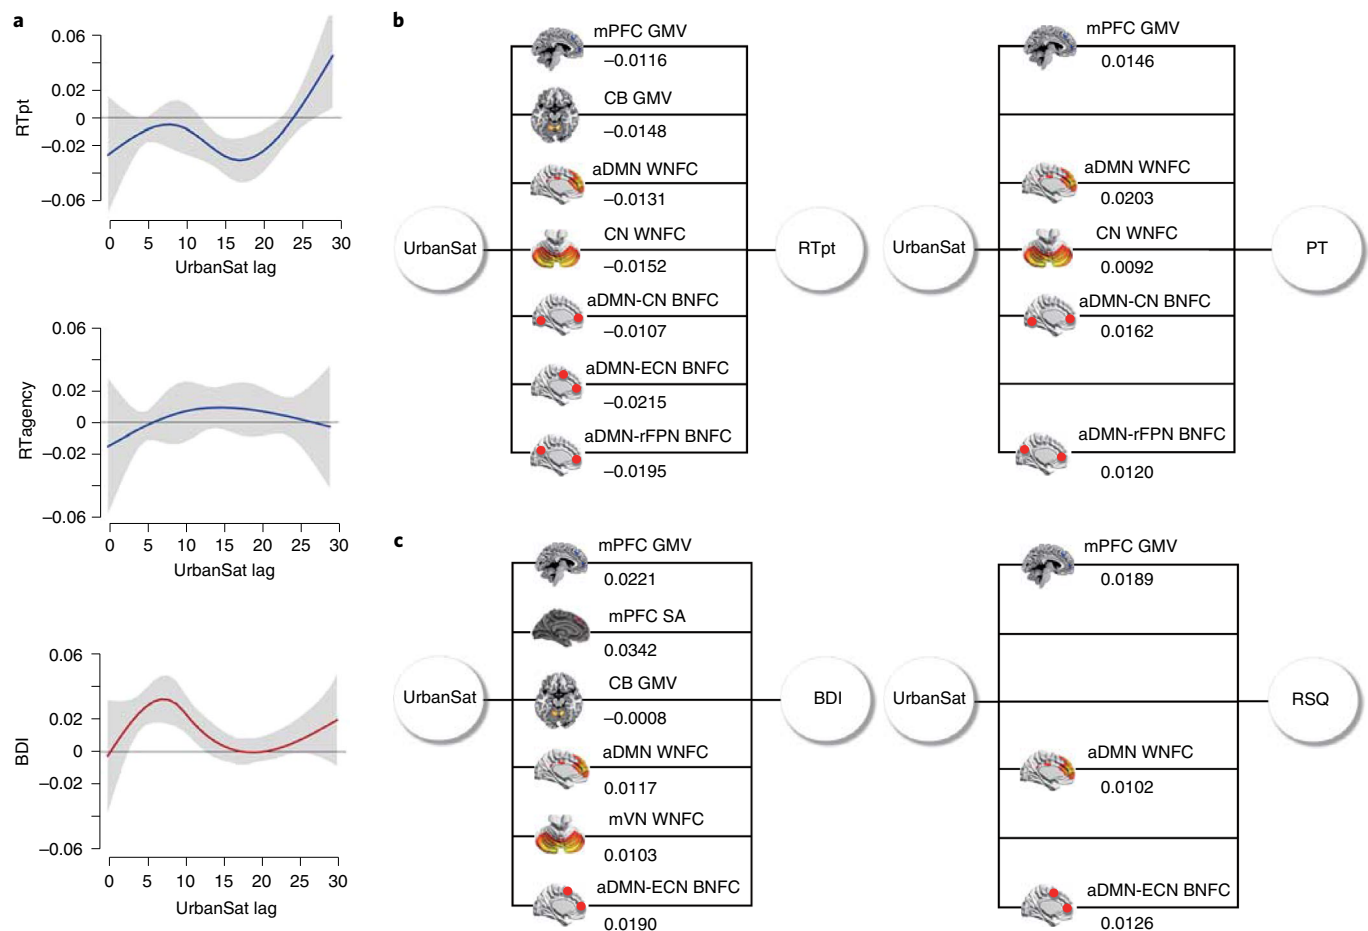 a
RTpt
0.06
0.02
0
−0.02
−0.06
0 5 10 15 20 25 30
UrbanSat lag
RTagency
0.06
0.02
0
−0.02
−0.06
0 5 10 15 20 25 30
UrbanSat lag
BDI
0.06
0.02
0
−0.02
−0.06
0 5 10 15 20 25 30
UrbanSat lag
b
UrbanSat
mPFC GMV
−0.0116
CB GMV
−0.0148
aDMN WNFC
−0.0131
CN WNFC
−0.0152
aDMN-CN BNFC
−0.0107
aDMN-ECN BNFC
−0.0215
aDMN-rFPN BNFC
−0.0195
RTpt
UrbanSat
mPFC GMV
0.0146
aDMN WNFC
0.0203
CN WNFC
0.0092
aDMN-CN BNFC
0.0162
aDMN-rFPN BNFC
0.0120
PT
c
UrbanSat
mPFC GMV
0.0221
mPFC SA
0.0342
CB GMV
−0.0008
aDMN WNFC
0.0117
mVN WNFC
0.0103
aDMN-ECN BNFC
0.0190
BDI
UrbanSat
mPFC GMV
0.0189
aDMN WNFC
0.0102
aDMN-ECN BNFC
0.0126
RSQ